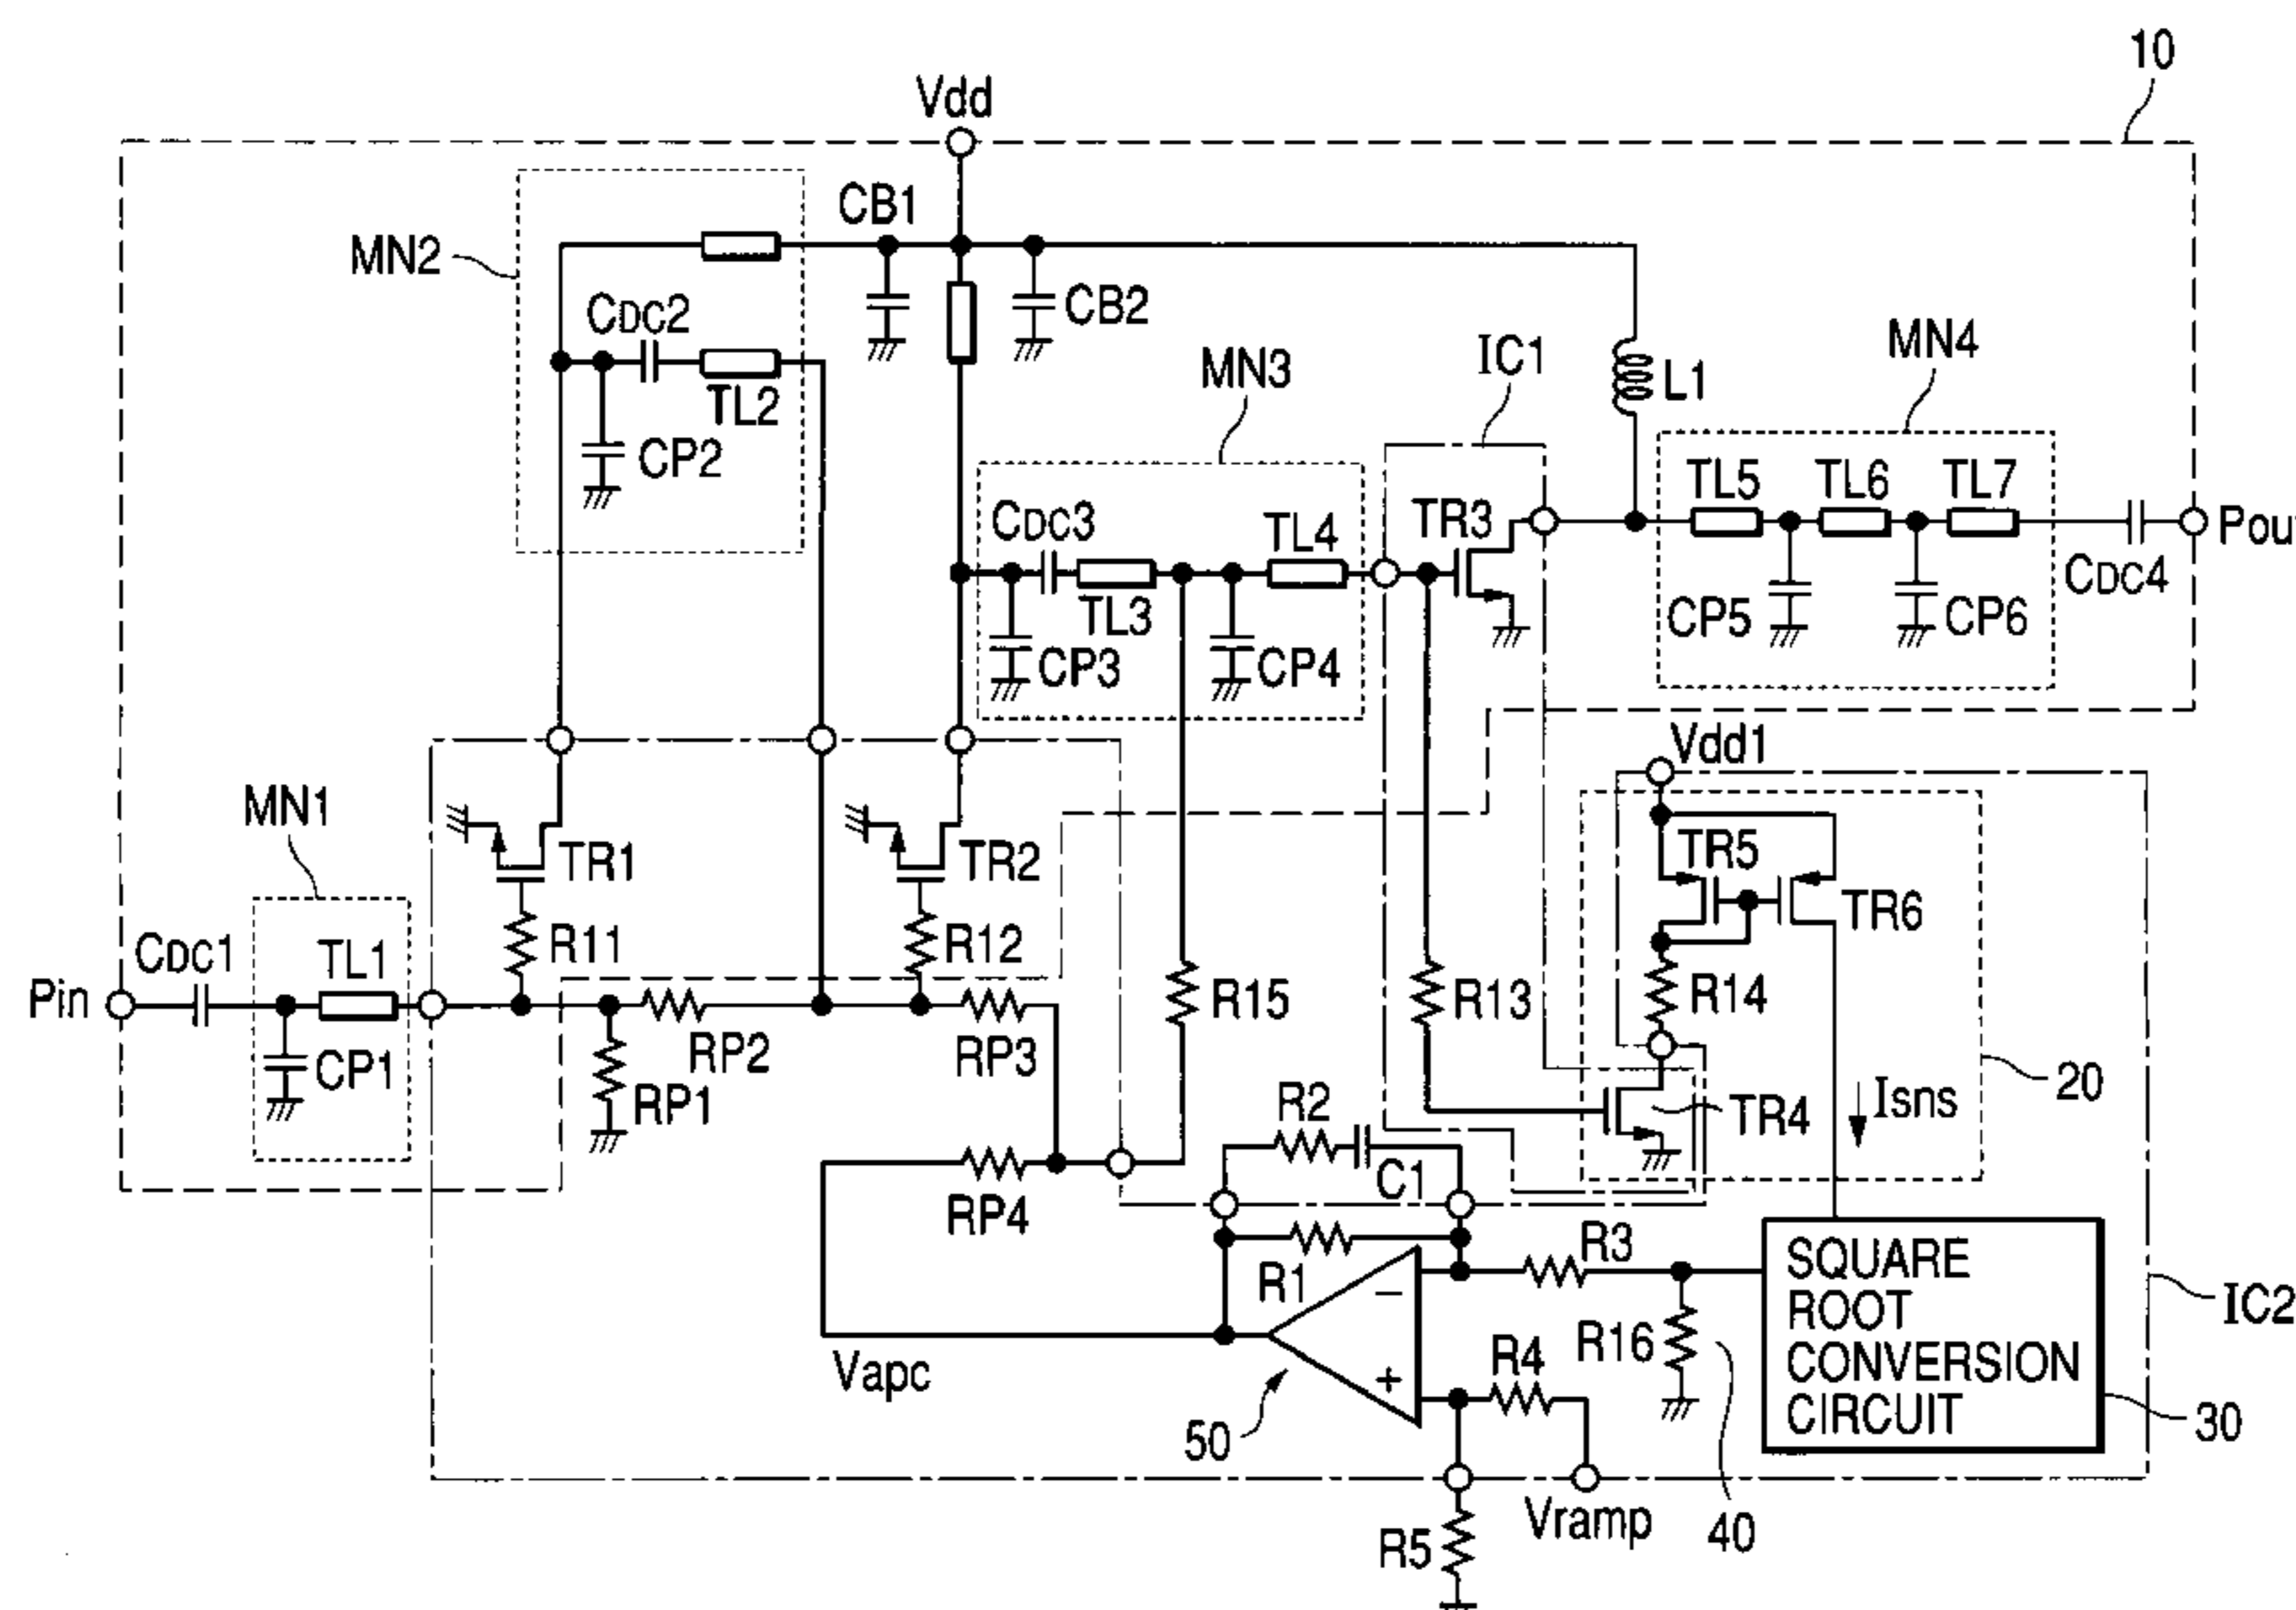 10
Vdd
CB1
MN2
CDC2
CB2
IC1
MN4
MN3
L1
TL2
CP2
TL5 TL6 TL7
CDC3
TR3
Pou
TL4
CDC4
TL3
CP5
CP6
CP3
CP4
Vdd1
MN1
TR1
TR2
TR5
TR6
CDC1
TL1
R11
R12
R14
R15
R13
Pin
RP2
RP3
CP1
RP1
20
R2
TR4
Isns
C1
RP4
R3
SQUARE
ROOT
CONVERSION
CIRCUIT
R1
−
IC2
R16
R4
Vapc
+
30
50
Vramp
40
R5